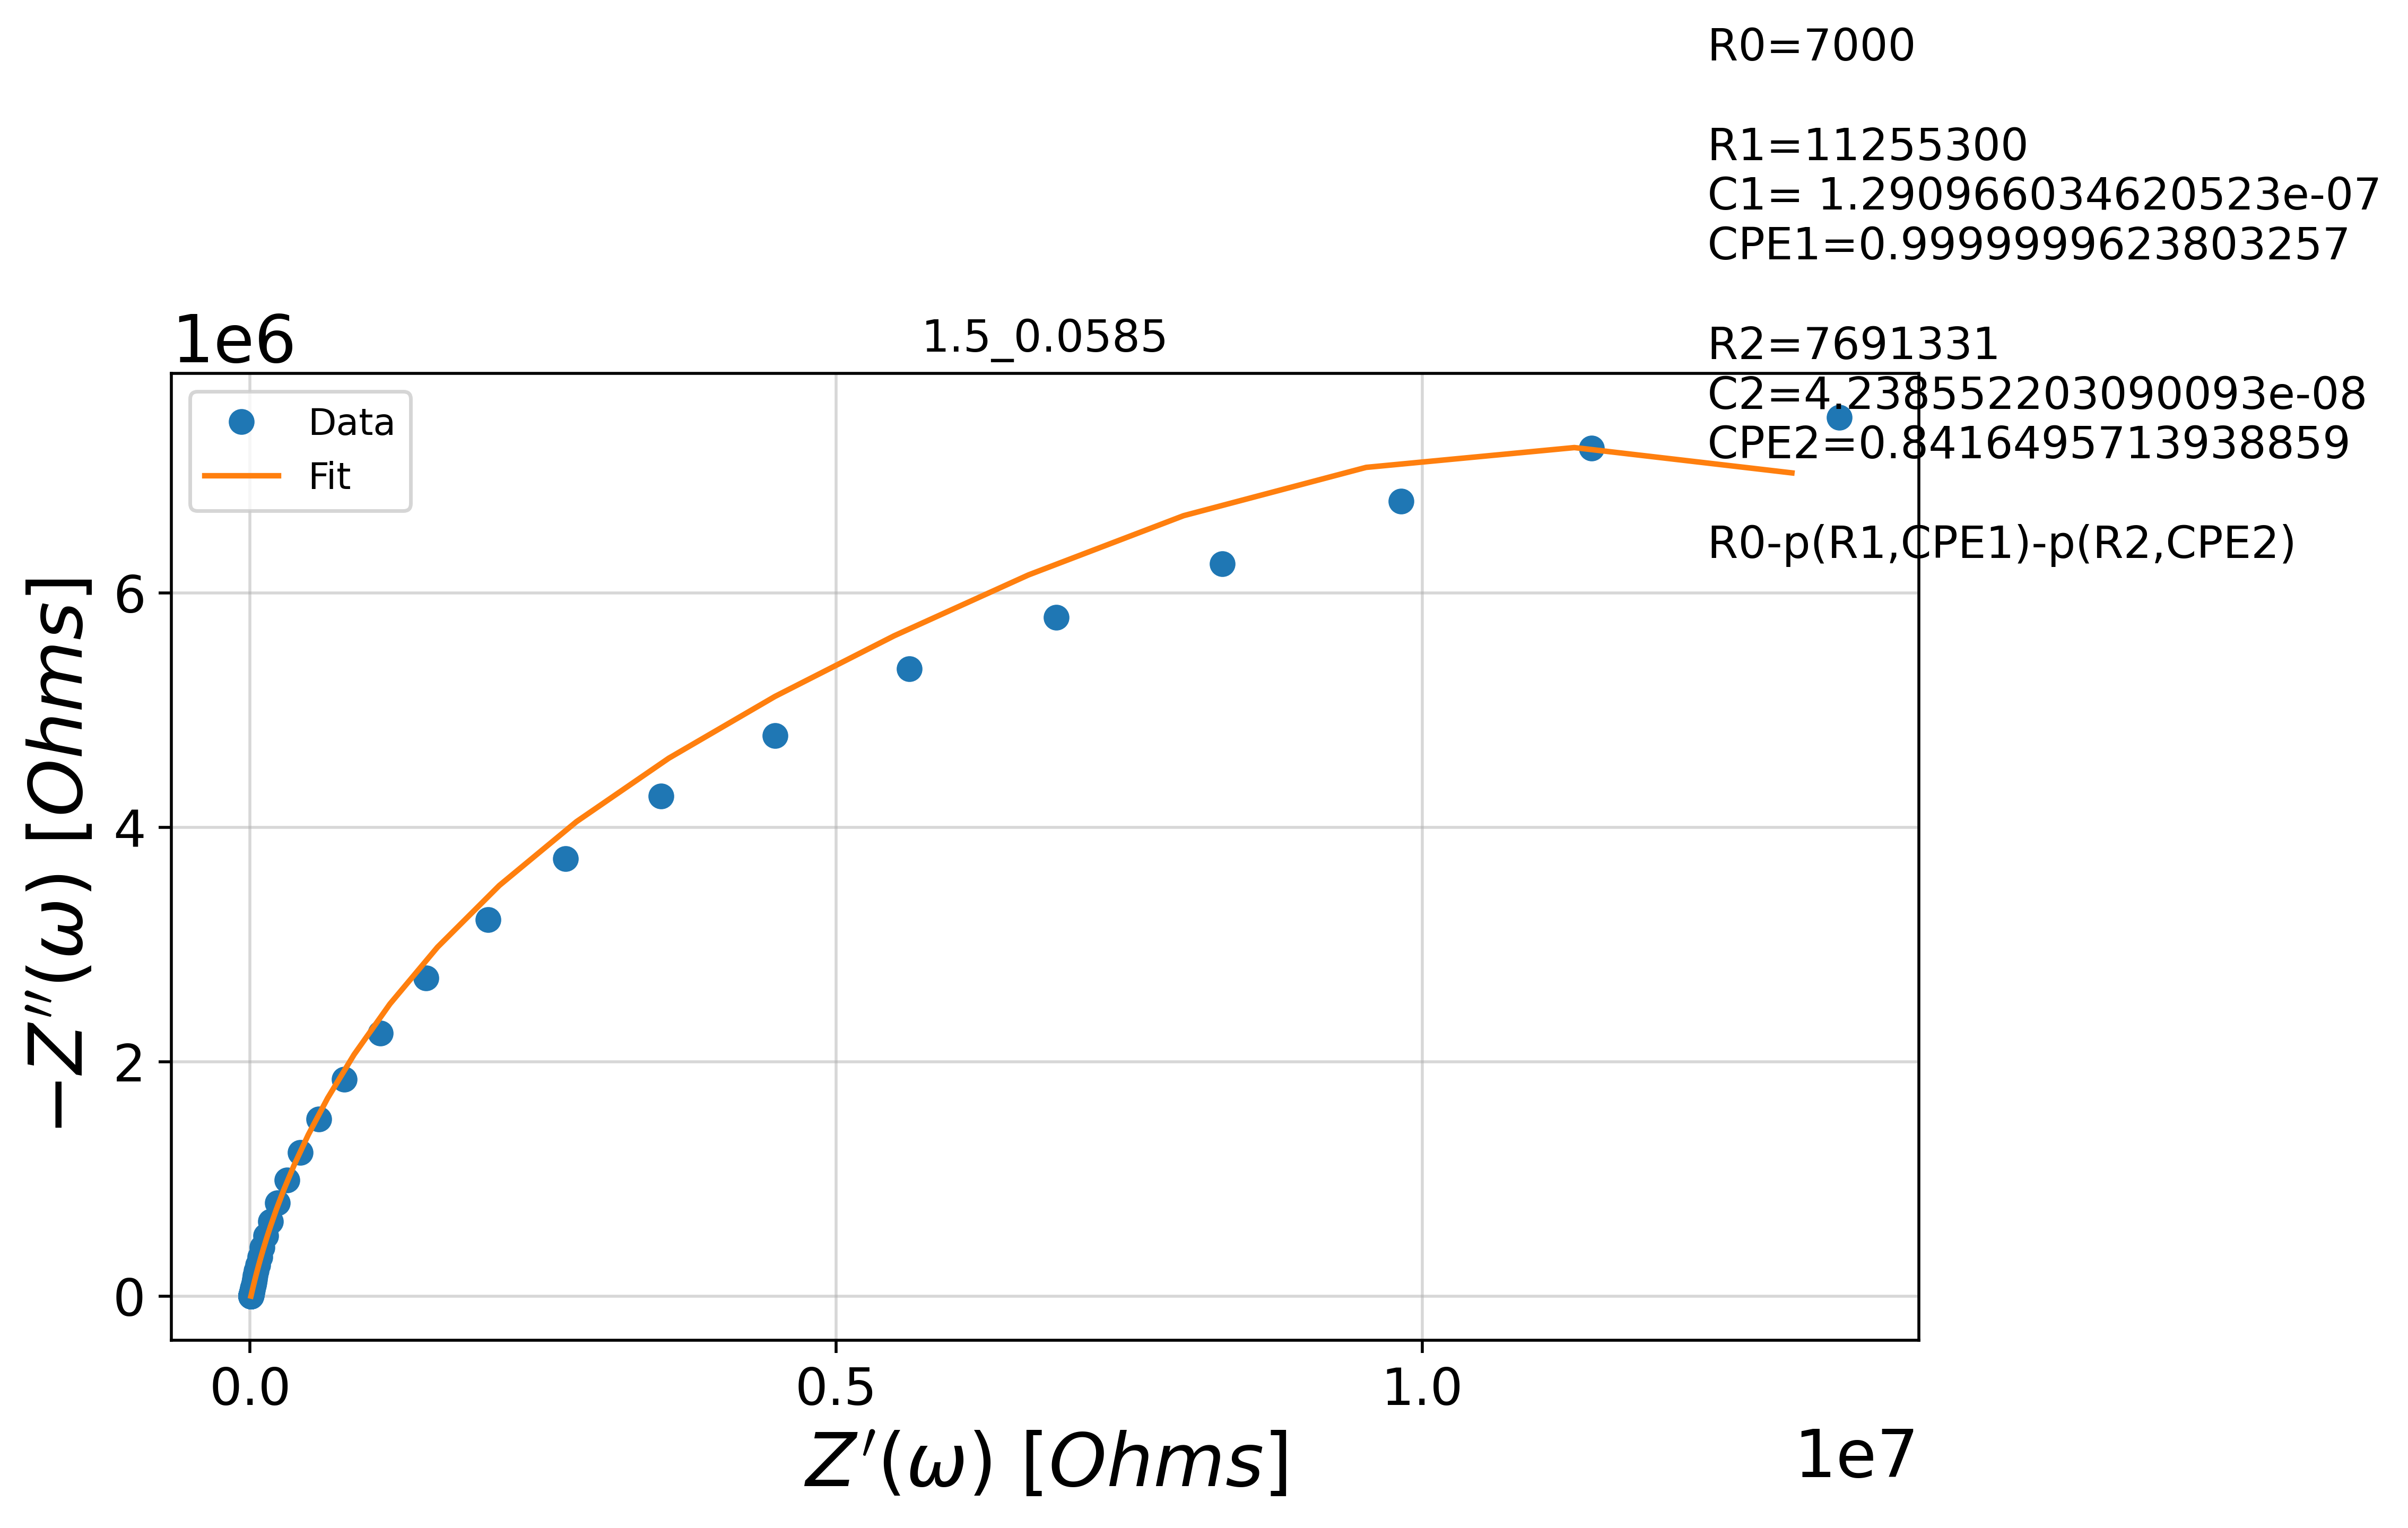 R0=7000
R1=11255300
C1= 1.290966034620523e-07
CPE1=0.9999999623803257
R2=7691331
C2=4.238552203090093e-08
CPE2=0.8416495713938859
R0-p(R1,CPE1)-p(R2,CPE2)
1e6
1.5_0.0585
Data
Fit
6
4
2
0
−Z′′(ω) [Ohms]
0.0
0.5
1.0
Z′(ω) [Ohms]
1e7